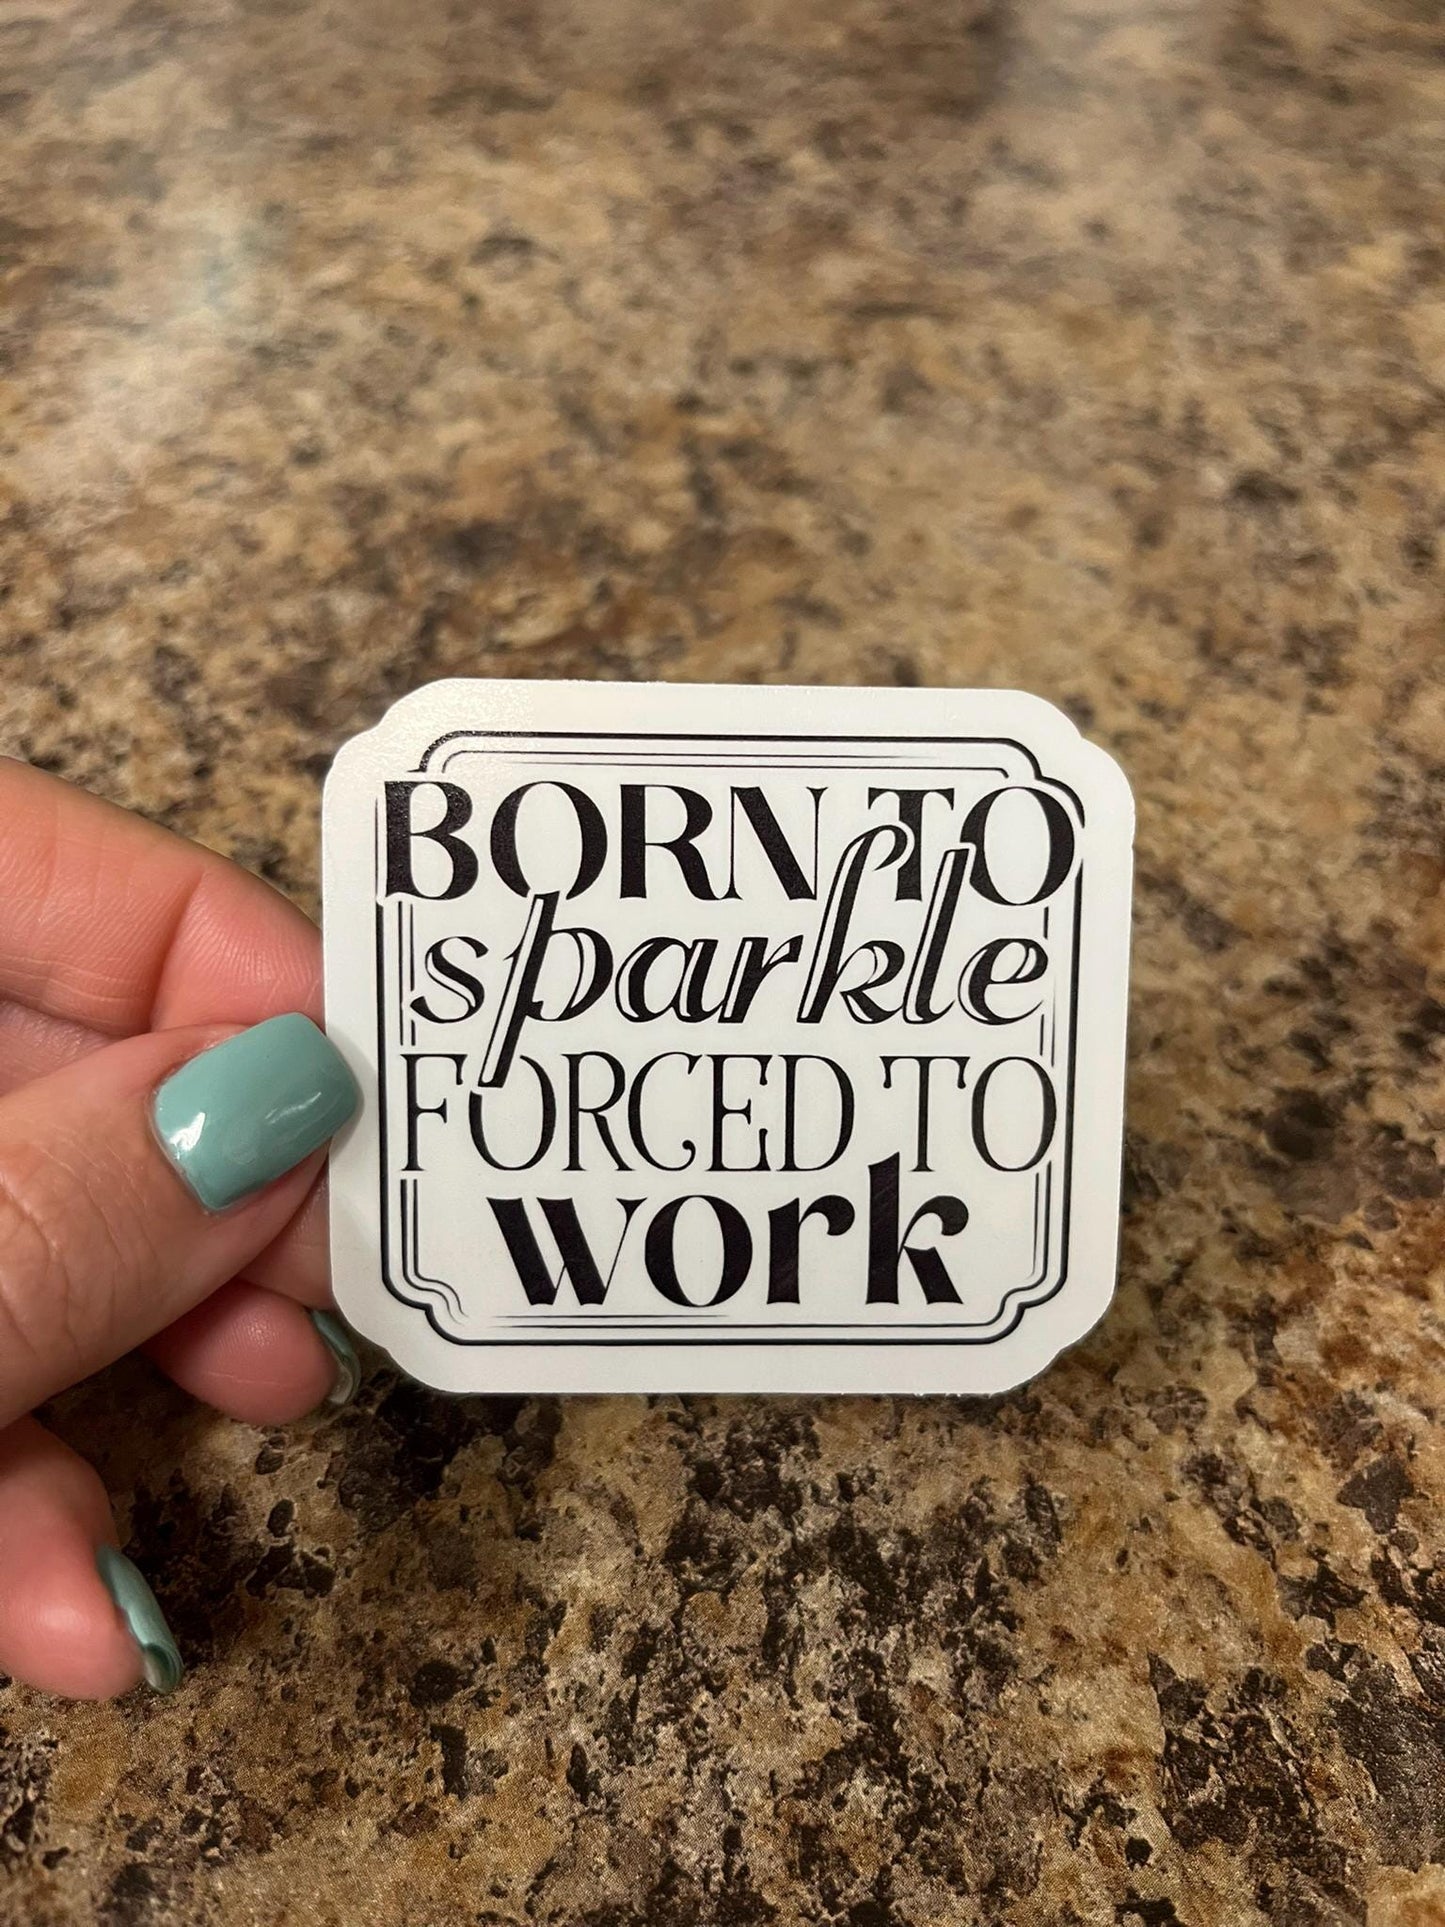 BORN TO
sparkle
FORCED TO
work